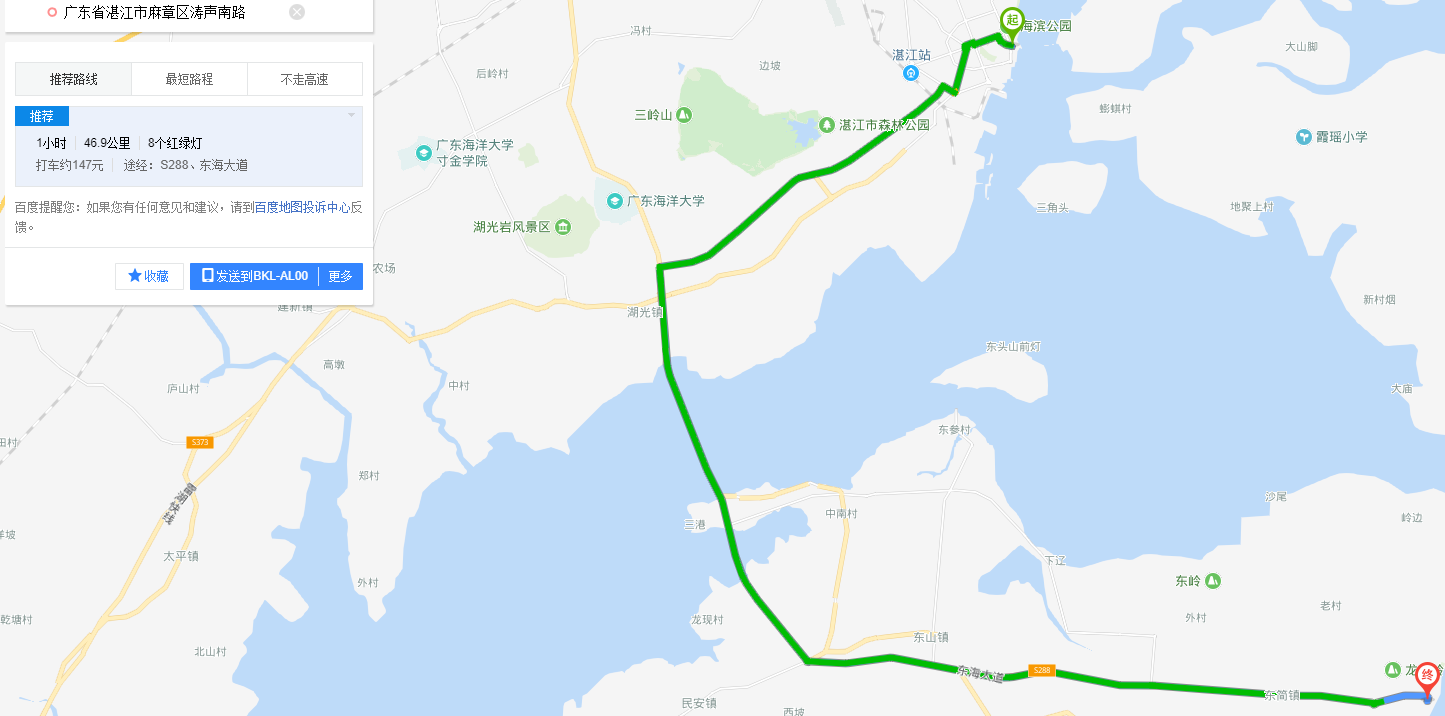 广东省湛江市麻章区涛声南路
推荐路线
最短路程
不走高速
推荐
1小时 46.9公里 8个红绿灯
打车约147元 途经：S288、东海大道
百度提醒您：如果您有任何意见和建议，请到百度地图投诉中心反
馈。
收藏
发送到BKL-AL00
更多
起
海滨公园
冯村
湛江站
大山脚
后岭村
边坡
三岭山
湛江市森林公园
蟛蜞村
霞瑶小学
广东海洋大学
寸金学院
广东海洋大学
三角头
地聚上村
湖光岩风景区
农场
建新镇
湖光镇
新村烟
高墩
东头山前灯
庐山村
中村
大庙
东参村
田村
S373
郑村
沙尾
三港
中南村
岭边
太平镇
下辽
外村
东岭
老村
外村
乾塘村
龙现村
东山镇
北山村
东海大道
S288
终
东简镇
民安镇
西坡